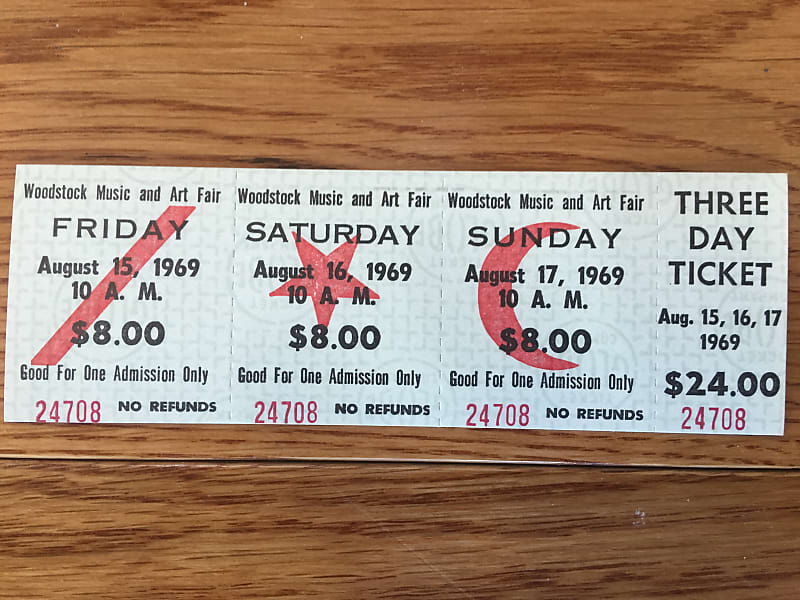 Woodstock Music and Art Fair
FRIDAY
August 15, 1969
10 A. M.
$8.00
Good For One Admission Only
24708 NO REFUNDS
Woodstock Music and Art Fair
SATURDAY
August 16, 1969
10 A. M.
$8.00
Good For One Admission Only
24708 NO REFUNDS
Woodstock Music and Art Fair
SUNDAY
August 17, 1969
10 A. M.
$8.00
Good For One Admission Only
24708 NO REFUNDS
THREE
DAY
TICKET
Aug. 15, 16, 17
1969
$24.00
24708